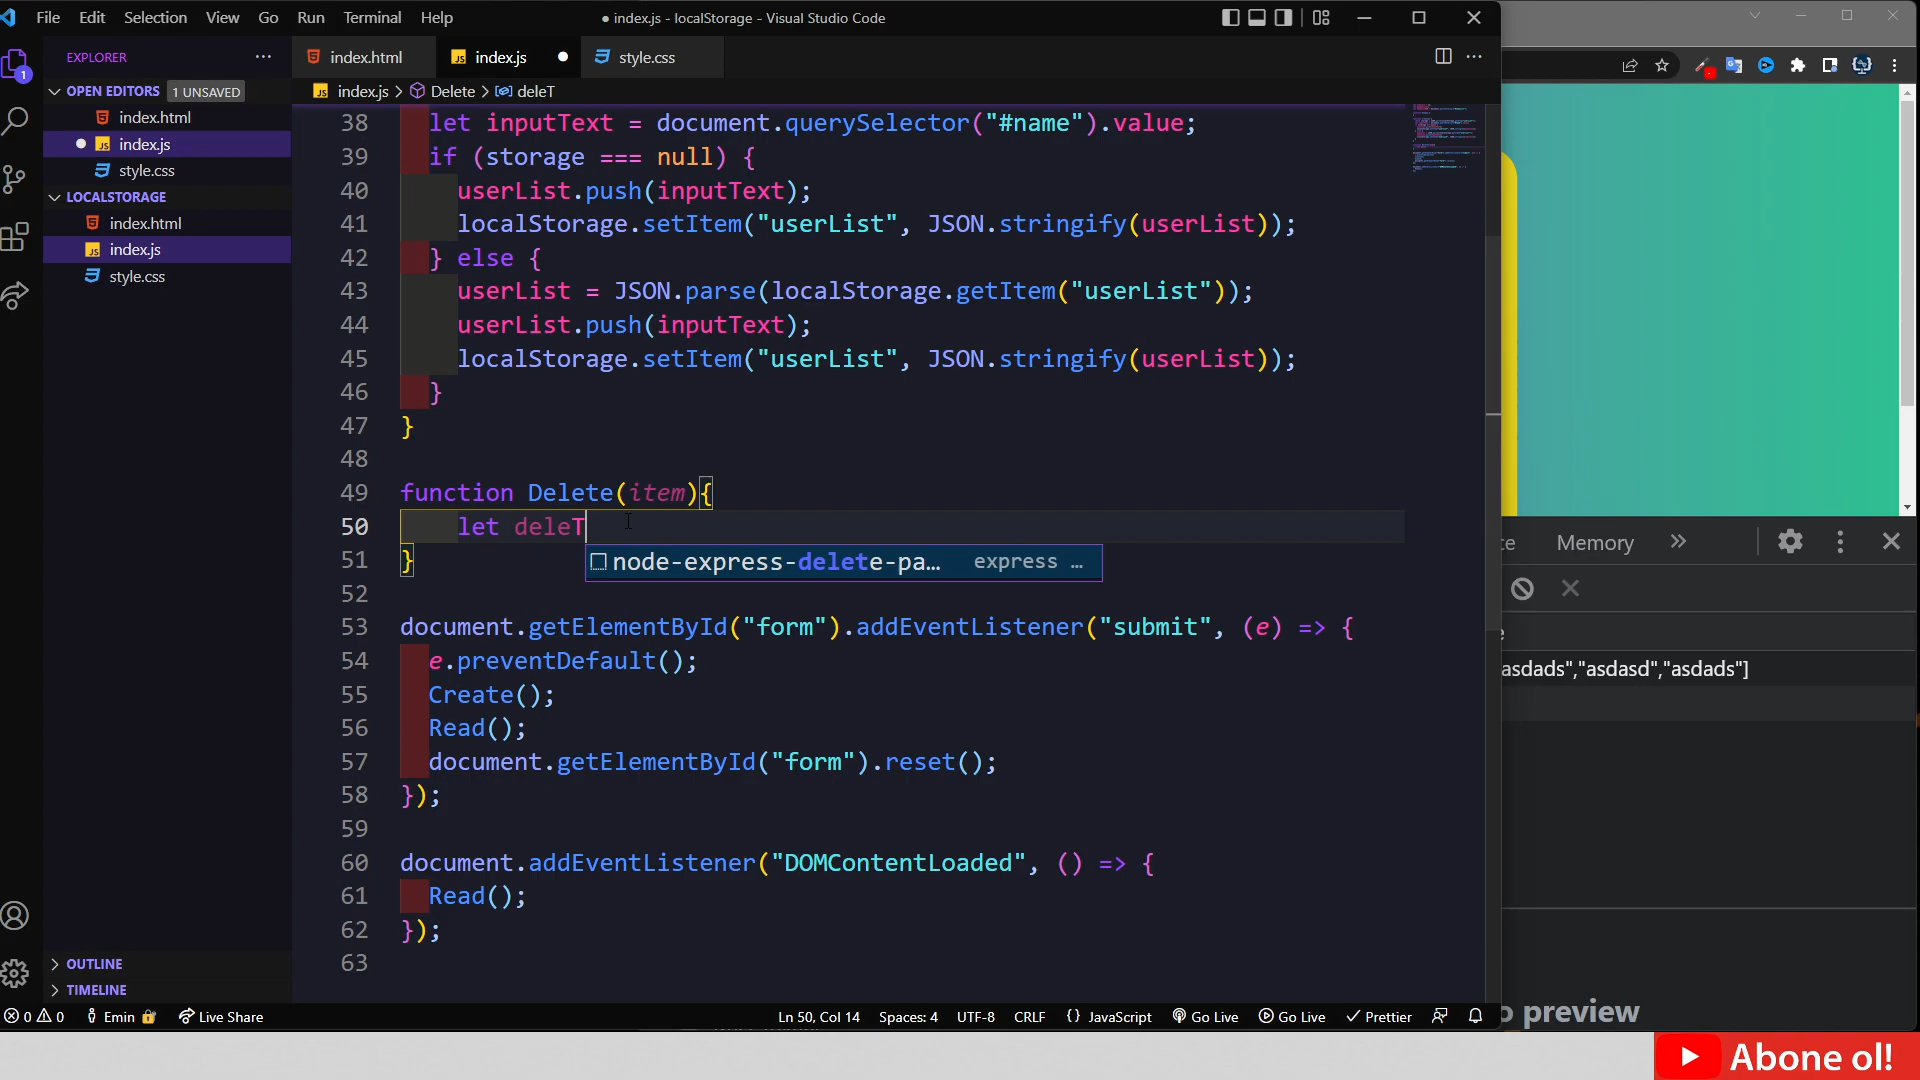 File Edit Selection View Go Run Terminal Help
● index.js - localStorage - Visual Studio Code
EXPLORER
OPEN EDITORS 1 UNSAVED
index.html
index.js
style.css
LOCALSTORAGE
index.html
index.js
style.css
OUTLINE
TIMELINE
1
index.html index.js style.css
index.js > Delete > deleT
38 let inputText = document.querySelector("#name").value;
39 if (storage === null) {
40 userList.push(inputText);
41 localStorage.setItem("userList", JSON.stringify(userList));
42 } else {
43 userList = JSON.parse(localStorage.getItem("userList"));
44 userList.push(inputText);
45 localStorage.setItem("userList", JSON.stringify(userList));
46 }
47 }
48
49 function Delete(item){
50 let deleT
node-express-delete-pa... express ...
51 }
52
53 document.getElementById("form").addEventListener("submit", (e) => {
54 e.preventDefault();
55 Create();
56 Read();
57 document.getElementById("form").reset();
58 });
59
60 document.addEventListener("DOMContentLoaded", () => {
61 Read();
62 });
63
Memory
asdads","asdasd","asdads"]
preview
0 0 Emin Live Share Ln 50, Col 14 Spaces: 4 UTF-8 CRLF {} JavaScript Go Live Go Live Prettier
Abone ol!